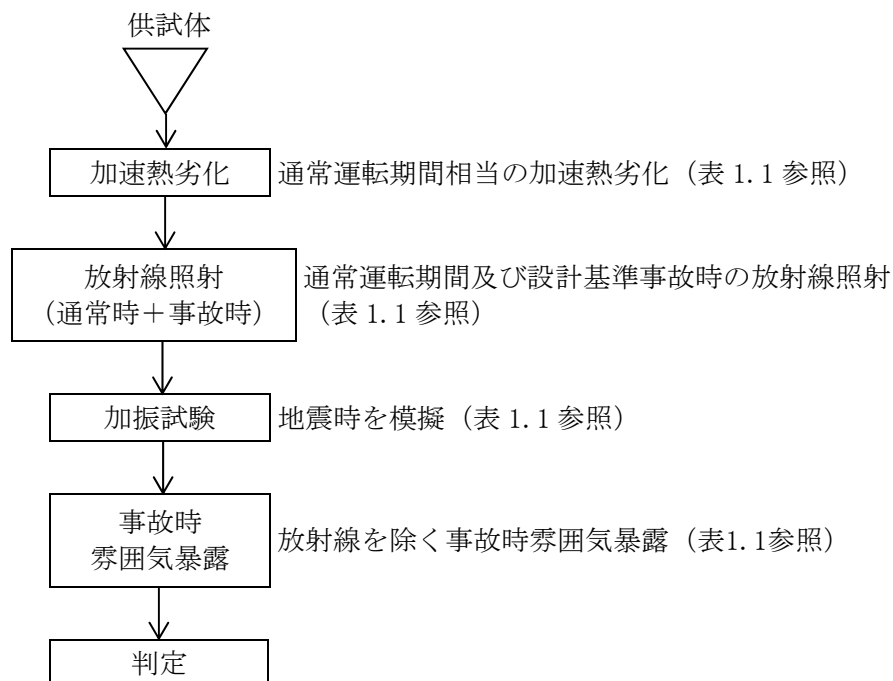 供試体
加速熱劣化
通常運転期間相当の加速熱劣化（表 1.1 参照）
放射線照射
（通常時＋事故時）
通常運転期間及び設計基準事故時の放射線照射
（表 1.1 参照）
加振試験
地震時を模擬（表 1.1 参照）
事故時
雰囲気暴露
放射線を除く事故時雰囲気暴露（表1.1参照）
判定